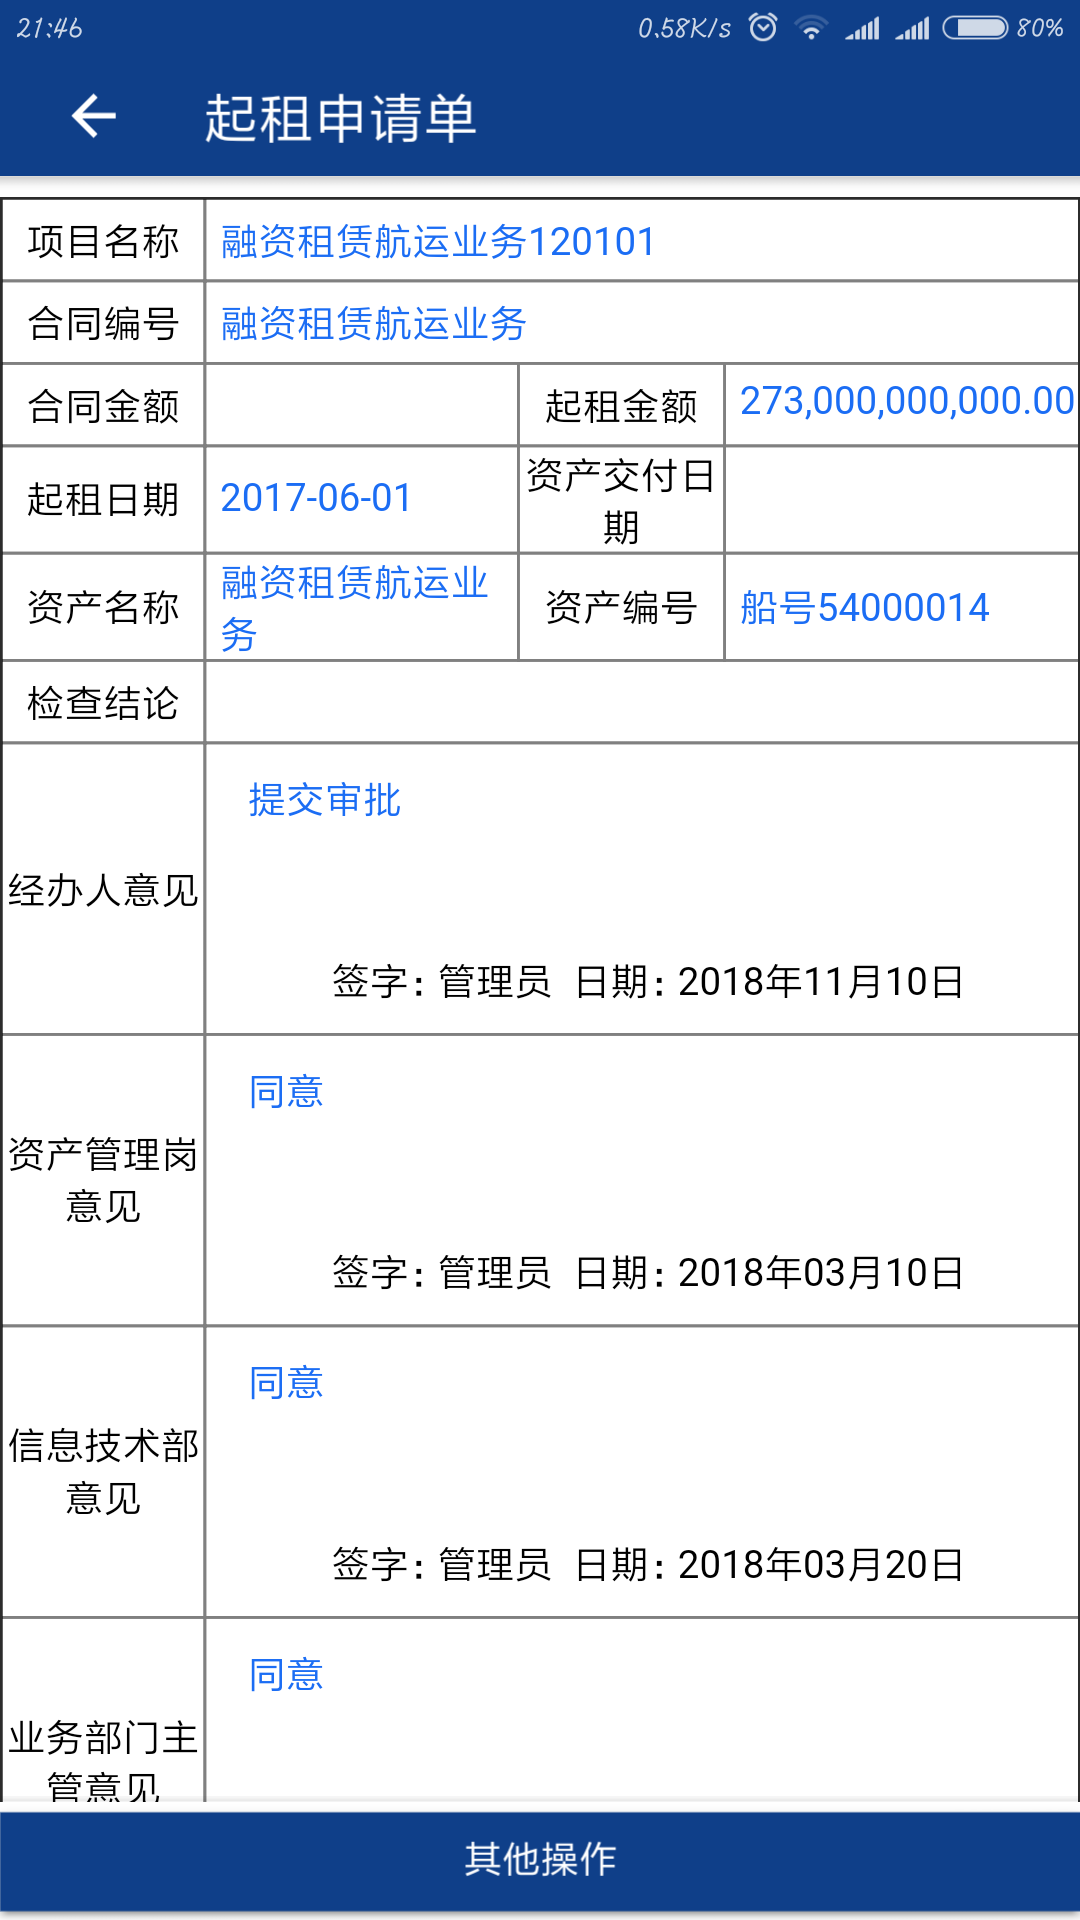 21:46 0.58K/s 80%
起租申请单
项目名称 融资租赁航运业务120101
合同编号 融资租赁航运业务
合同金额 起租金额 273,000,000,000.00
起租日期 2017-06-01 资产交付日
期
资产名称 融资租赁航运业
务 资产编号 船号54000014
检查结论
提交审批
经办人意见
签字: 管理员 日期: 2018年11月10日
同意
资产管理岗
意见
签字: 管理员 日期: 2018年03月10日
同意
信息技术部
意见
签字: 管理员 日期: 2018年03月20日
同意
业务部门主
管意见
其他操作